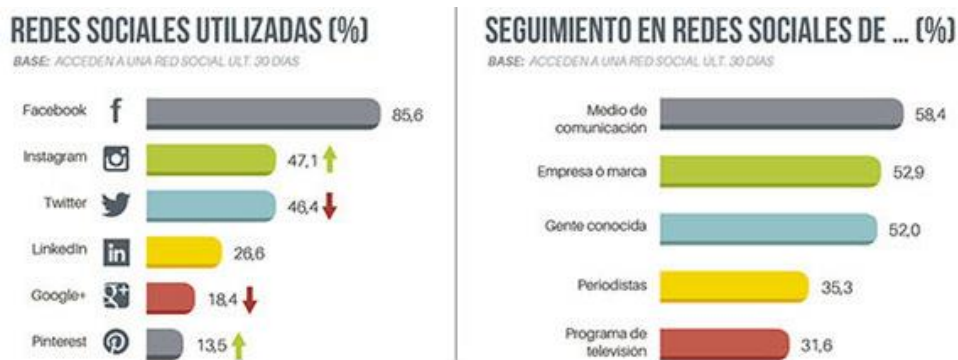 REDES SOCIALES UTILIZADAS (%)
BASE: ACCEDEN A UNA RED SOCIAL ULT. 30 DÍAS
Facebook f 85,6
Instagram 47,1
Twitter 46,4
LinkedIn in 26,6
Google+ g+ 18,4
Pinterest 13,5
SEGUIMIENTO EN REDES SOCIALES DE ... (%)
BASE: ACCEDEN A UNA RED SOCIAL ULT. 30 DÍAS
Medio de
comunicación 58,4
Empresa ó marca 52,9
Gente conocida 52,0
Periodistas 35,3
Programa de
televisión 31,6